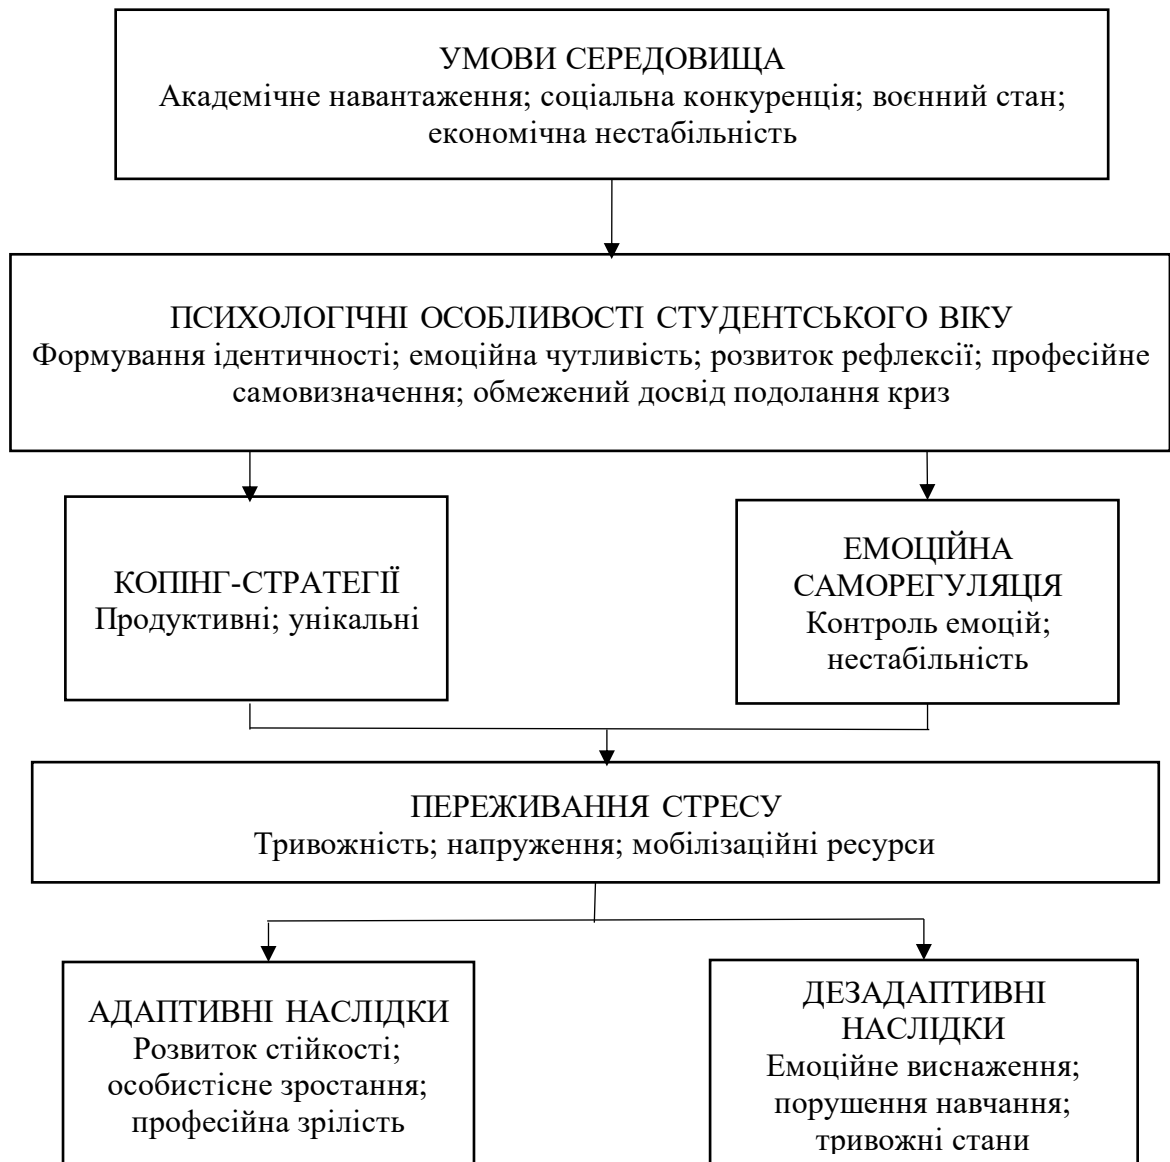 УМОВИ СЕРЕДОВИЩА
Академічне навантаження; соціальна конкуренція; воєнний стан;
економічна нестабільність
ПСИХОЛОГІЧНІ ОСОБЛИВОСТІ СТУДЕНТСЬКОГО ВІКУ
Формування ідентичності; емоційна чутливість; розвиток рефлексії; професійне
самовизначення; обмежений досвід подолання криз
КОПІНГ-СТРАТЕГІЇ
Продуктивні; унікальні
ЕМОЦІЙНА
САМОРЕГУЛЯЦІЯ
Контроль емоцій;
нестабільність
ПЕРЕЖИВАННЯ СТРЕСУ
Тривожність; напруження; мобілізаційні ресурси
АДАПТИВНІ НАСЛІДКИ
Розвиток стійкості;
особистісне зростання;
професійна зрілість
ДЕЗАДАПТИВНІ
НАСЛІДКИ
Емоційне виснаження;
порушення навчання;
тривожні стани